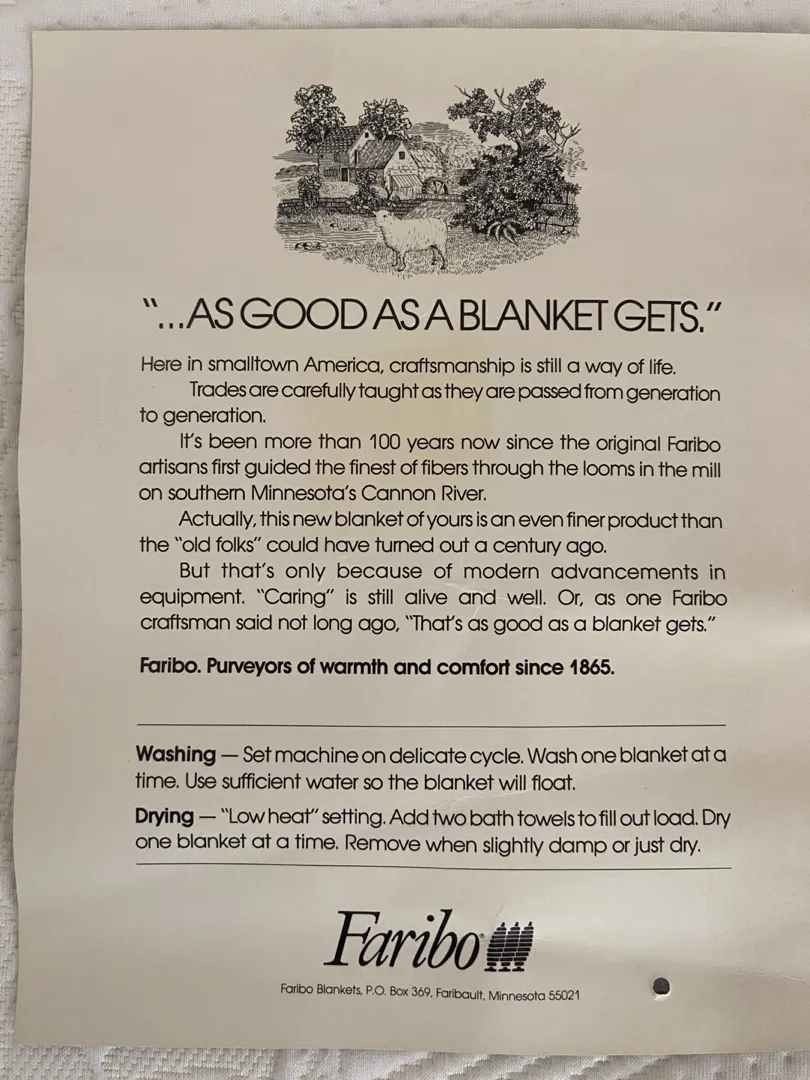 “...AS GOOD AS A BLANKET GETS.”
Here in smalltown America, craftsmanship is still a way of life.
Trades are carefully taught as they are passed from generation
to generation.
It’s been more than 100 years now since the original Faribo
artisans first guided the finest of fibers through the looms in the mill
on southern Minnesota’s Cannon River.
Actually, this new blanket of yours is an even finer product than
the “old folks” could have turned out a century ago.
But that’s only because of modern advancements in
equipment. “Caring” is still alive and well. Or, as one Faribo
craftsman said not long ago, “That’s as good as a blanket gets.”
Faribo. Purveyors of warmth and comfort since 1865.
Washing — Set machine on delicate cycle. Wash one blanket at a
time. Use sufficient water so the blanket will float.
Drying — “Low heat” setting. Add two bath towels to fill out load. Dry
one blanket at a time. Remove when slightly damp or just dry.
Faribo®
Faribo Blankets, P.O. Box 369, Faribault, Minnesota 55021